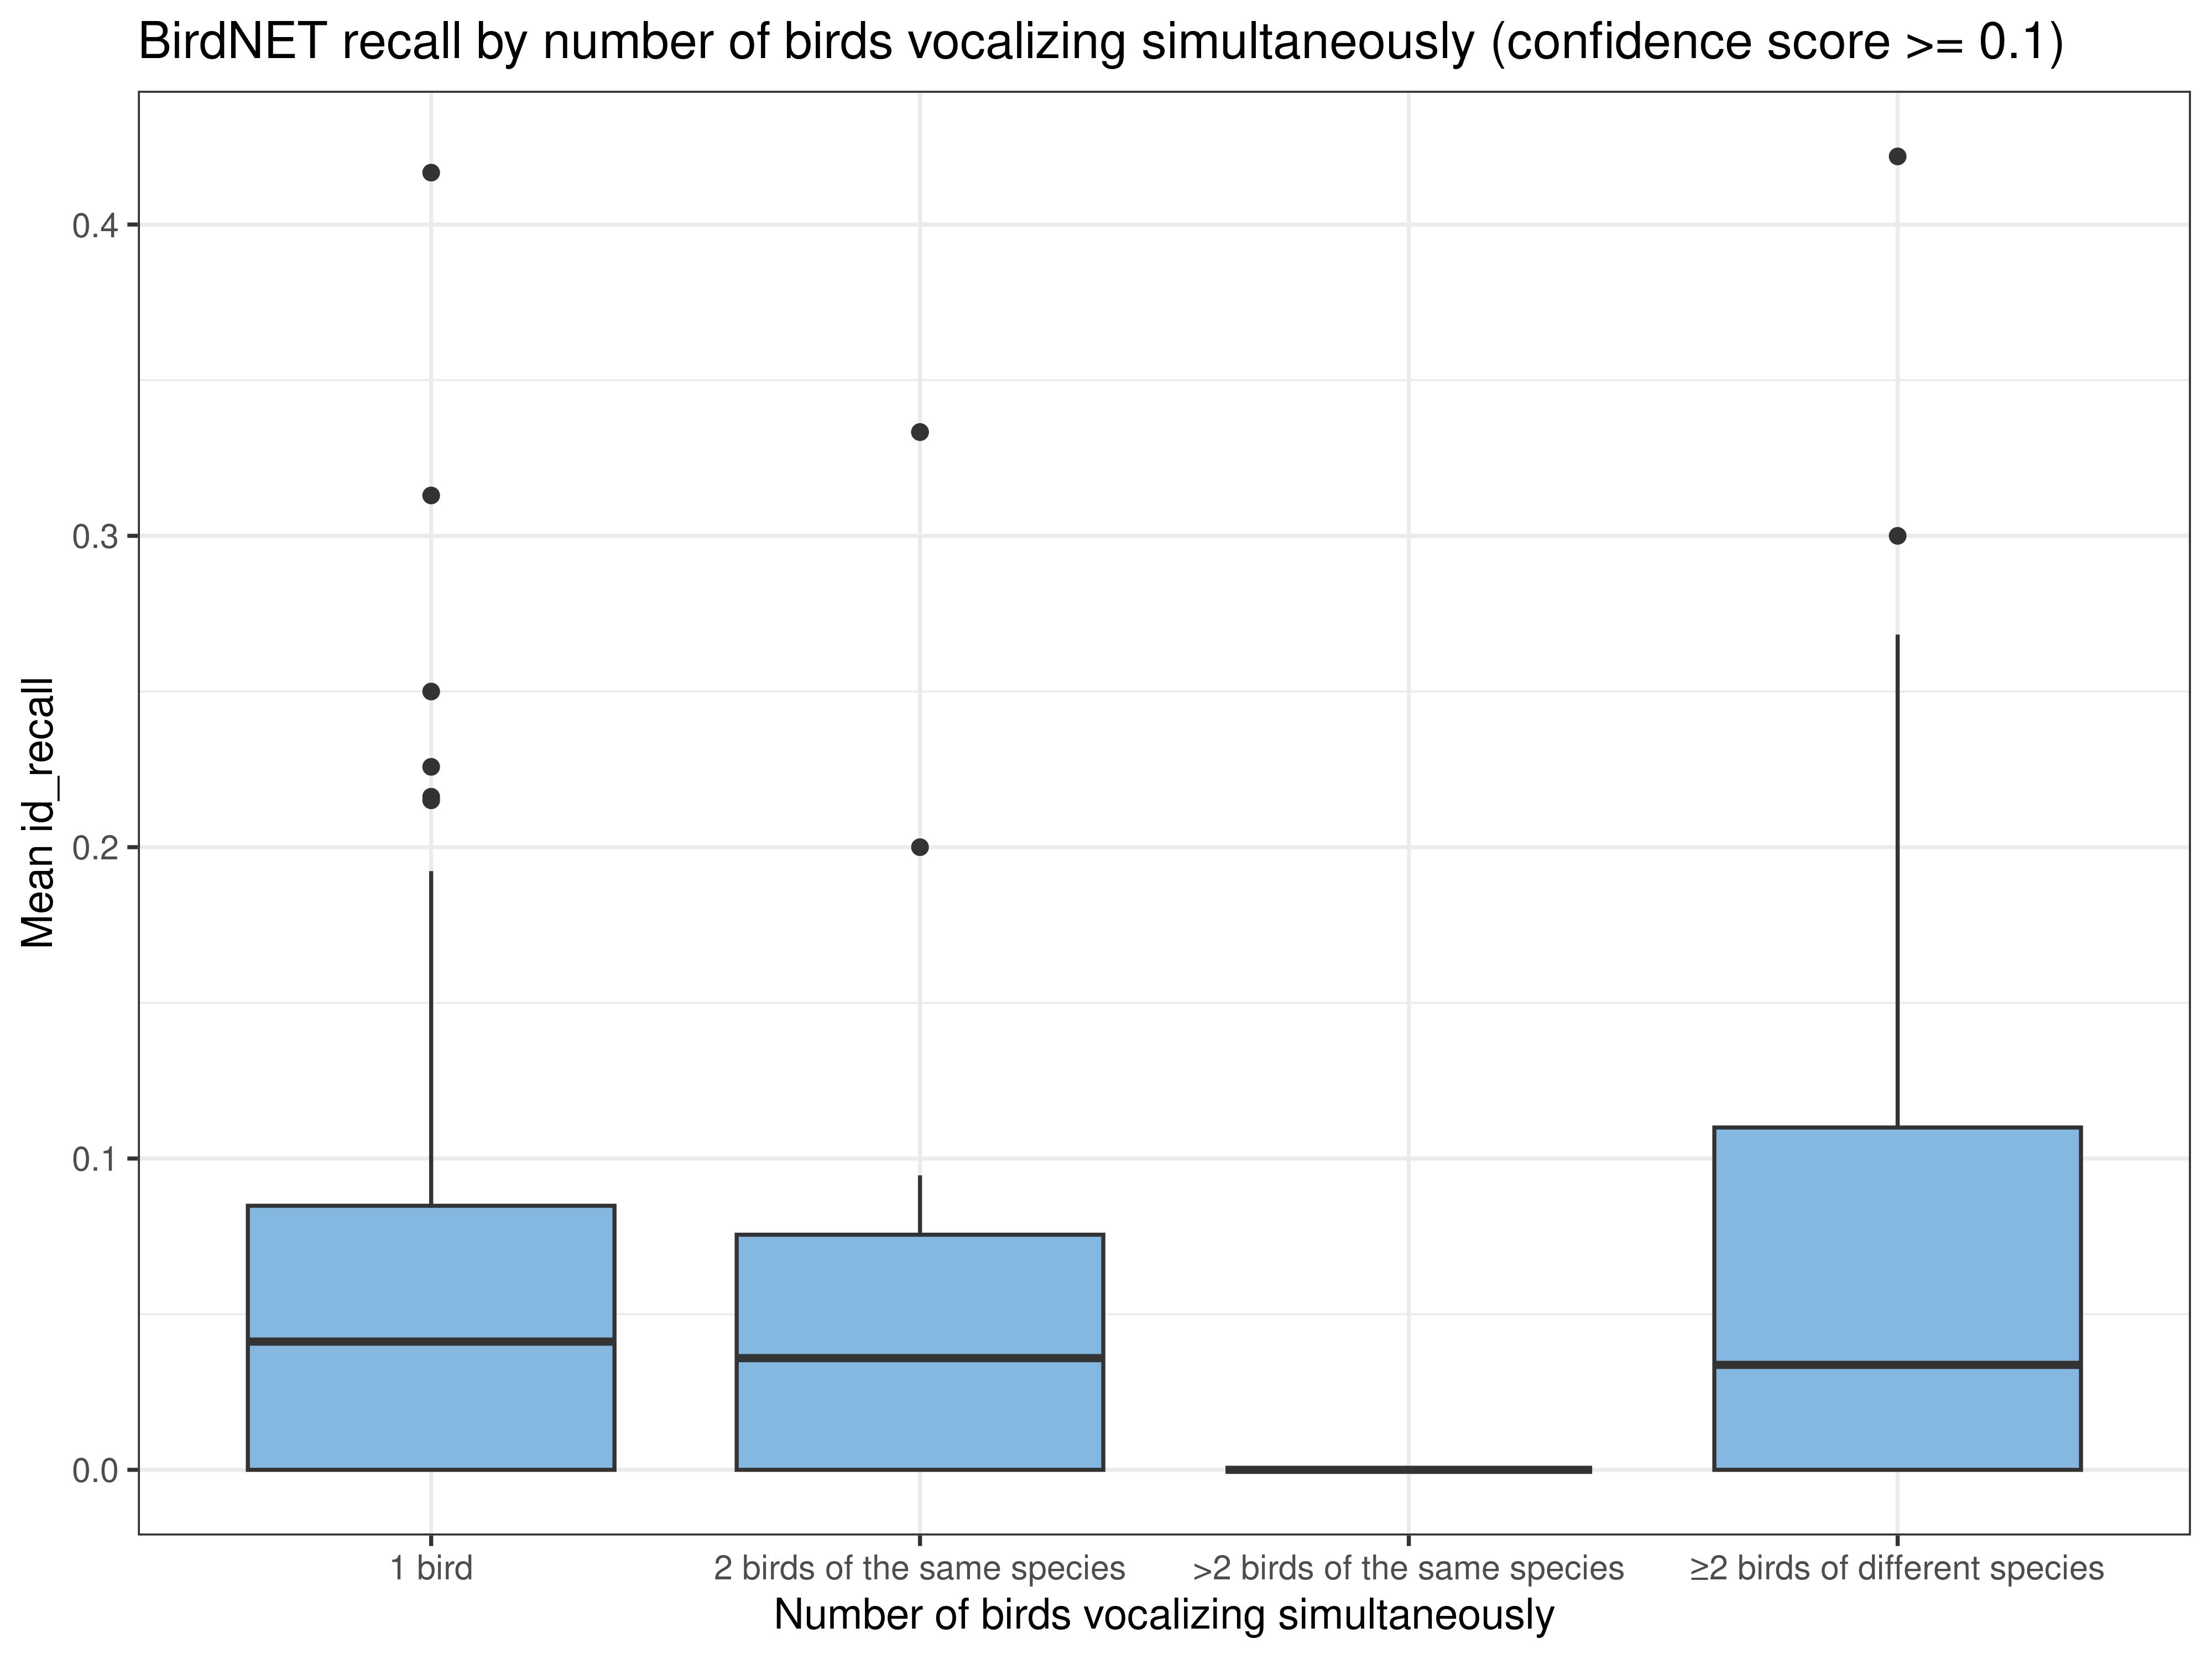 BirdNET recall by number of birds vocalizing simultaneously (confidence score >= 0.1)
Mean id_recall
0.4
0.3
0.2
0.1
0.0
1 bird
2 birds of the same species
>2 birds of the same species
≥2 birds of different species
Number of birds vocalizing simultaneously